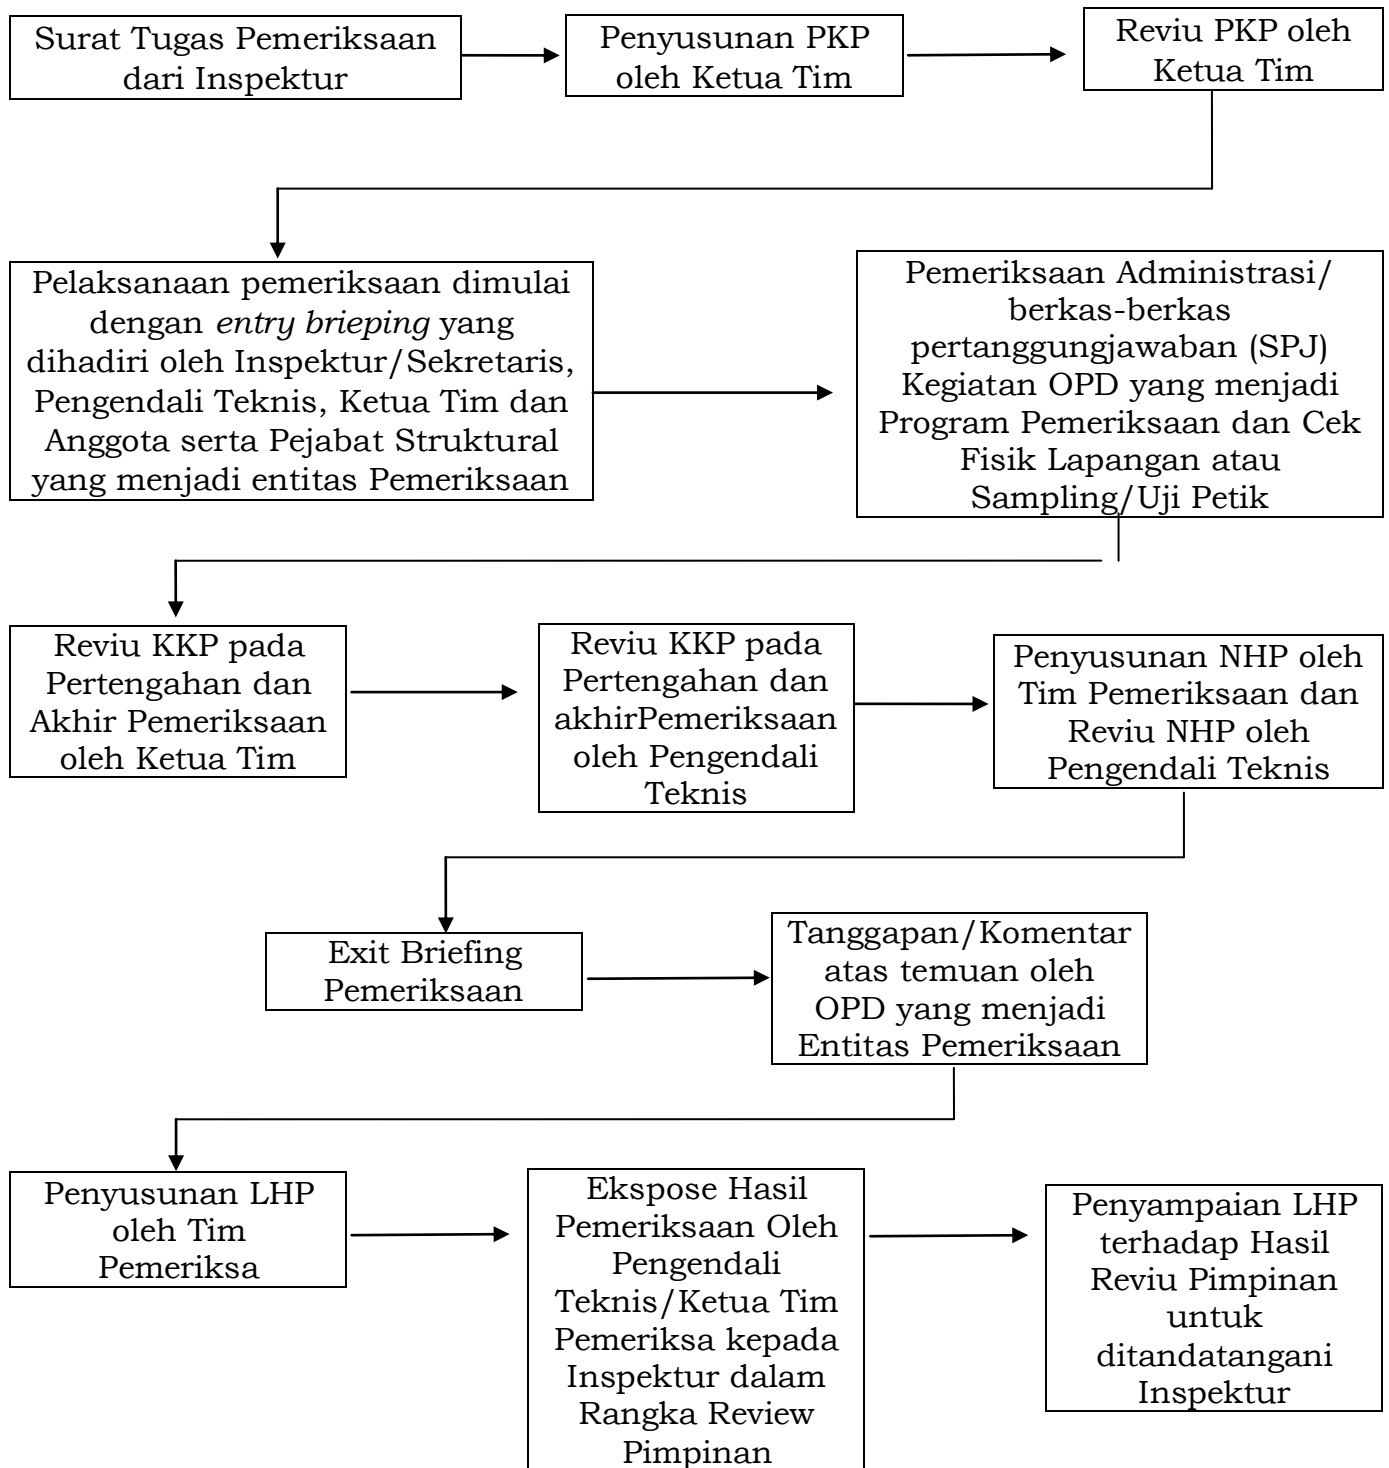 Surat Tugas Pemeriksaan
dari Inspektur
Penyusunan PKP
oleh Ketua Tim
Reviu PKP oleh
Ketua Tim
Pelaksanaan pemeriksaan dimulai
dengan entry brieping yang
dihadiri oleh Inspektur/Sekretaris,
Pengendali Teknis, Ketua Tim dan
Anggota serta Pejabat Struktural
yang menjadi entitas Pemeriksaan
Pemeriksaan Administrasi/
berkas-berkas
pertanggungjawaban (SPJ)
Kegiatan OPD yang menjadi
Program Pemeriksaan dan Cek
Fisik Lapangan atau
Sampling/Uji Petik
Reviu KKP pada
Pertengahan dan
Akhir Pemeriksaan
oleh Ketua Tim
Reviu KKP pada
Pertengahan dan
akhirPemeriksaan
oleh Pengendali
Teknis
Penyusunan NHP oleh
Tim Pemeriksaan dan
Reviu NHP oleh
Pengendali Teknis
Exit Briefing
Pemeriksaan
Tanggapan/Komentar
atas temuan oleh
OPD yang menjadi
Entitas Pemeriksaan
Penyusunan LHP
oleh Tim
Pemeriksa
Ekspose Hasil
Pemeriksaan Oleh
Pengendali
Teknis/Ketua Tim
Pemeriksa kepada
Inspektur dalam
Rangka Review
Pimpinan
Penyampaian LHP
terhadap Hasil
Reviu Pimpinan
untuk
ditandatangani
Inspektur